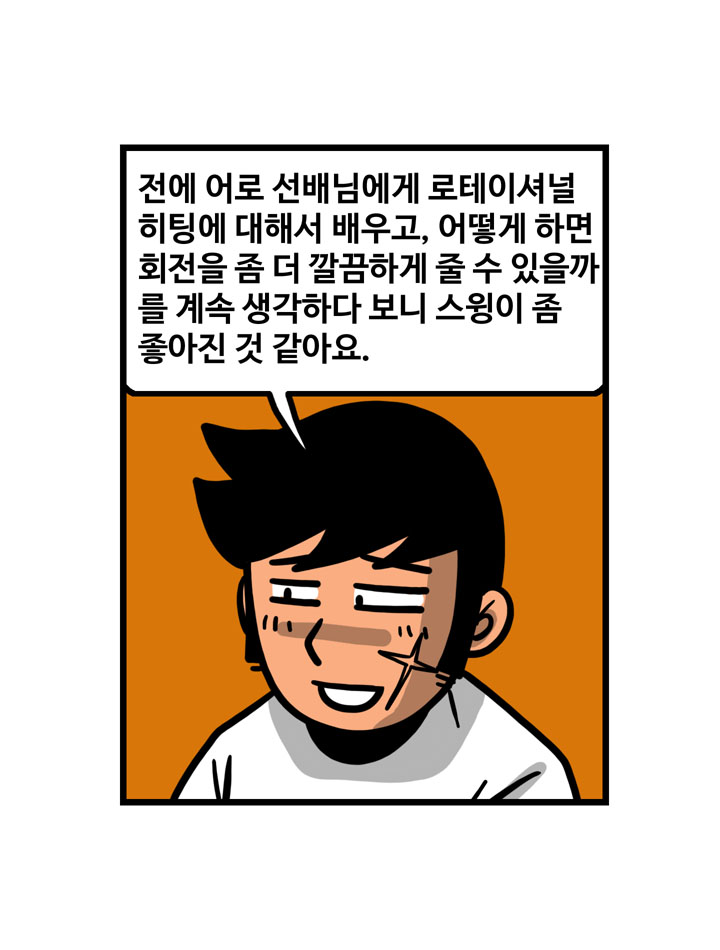 전에 어로 선배님에게 로테이셔널
히팅에 대해서 배우고, 어떻게 하면
회전을 좀 더 깔끔하게 줄 수 있을까
를 계속 생각하다 보니 스윙이 좀
좋아진 것 같아요.